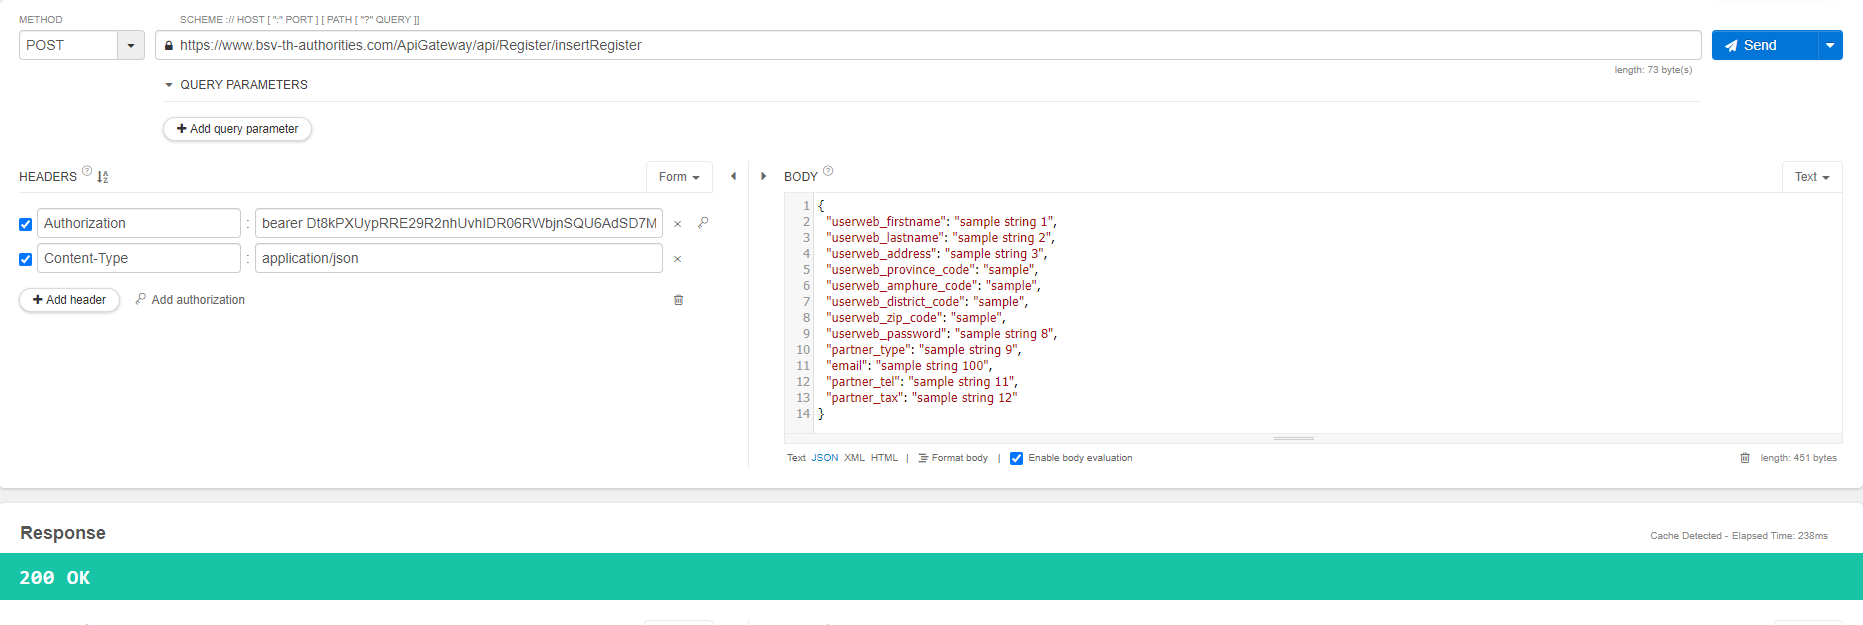 METHOD
SCHEME :// HOST [ ":" PORT ] [ PATH [ "?" QUERY ]]
POST
https://www.bsv-th-authorities.com/ApiGateway/api/Register/insertRegister
Send
length: 73 byte(s)
QUERY PARAMETERS
Add query parameter
HEADERS
Form
Authorization : bearer Dt8kPXUypRRE29R2nhUvhIDR06RWbjnSQU6AdSD7M
Content-Type : application/json
Add header
Add authorization
BODY
Text
1 {
2 "userweb_firstname": "sample string 1",
3 "userweb_lastname": "sample string 2",
4 "userweb_address": "sample string 3",
5 "userweb_province_code": "sample",
6 "userweb_amphure_code": "sample",
7 "userweb_district_code": "sample",
8 "userweb_zip_code": "sample",
9 "userweb_password": "sample string 8",
10 "partner_type": "sample string 9",
11 "email": "sample string 100",
12 "partner_tel": "sample string 11",
13 "partner_tax": "sample string 12"
14 }
Text JSON XML HTML | Format body | Enable body evaluation
length: 451 bytes
Response
Cache Detected - Elapsed Time: 238ms
200 OK